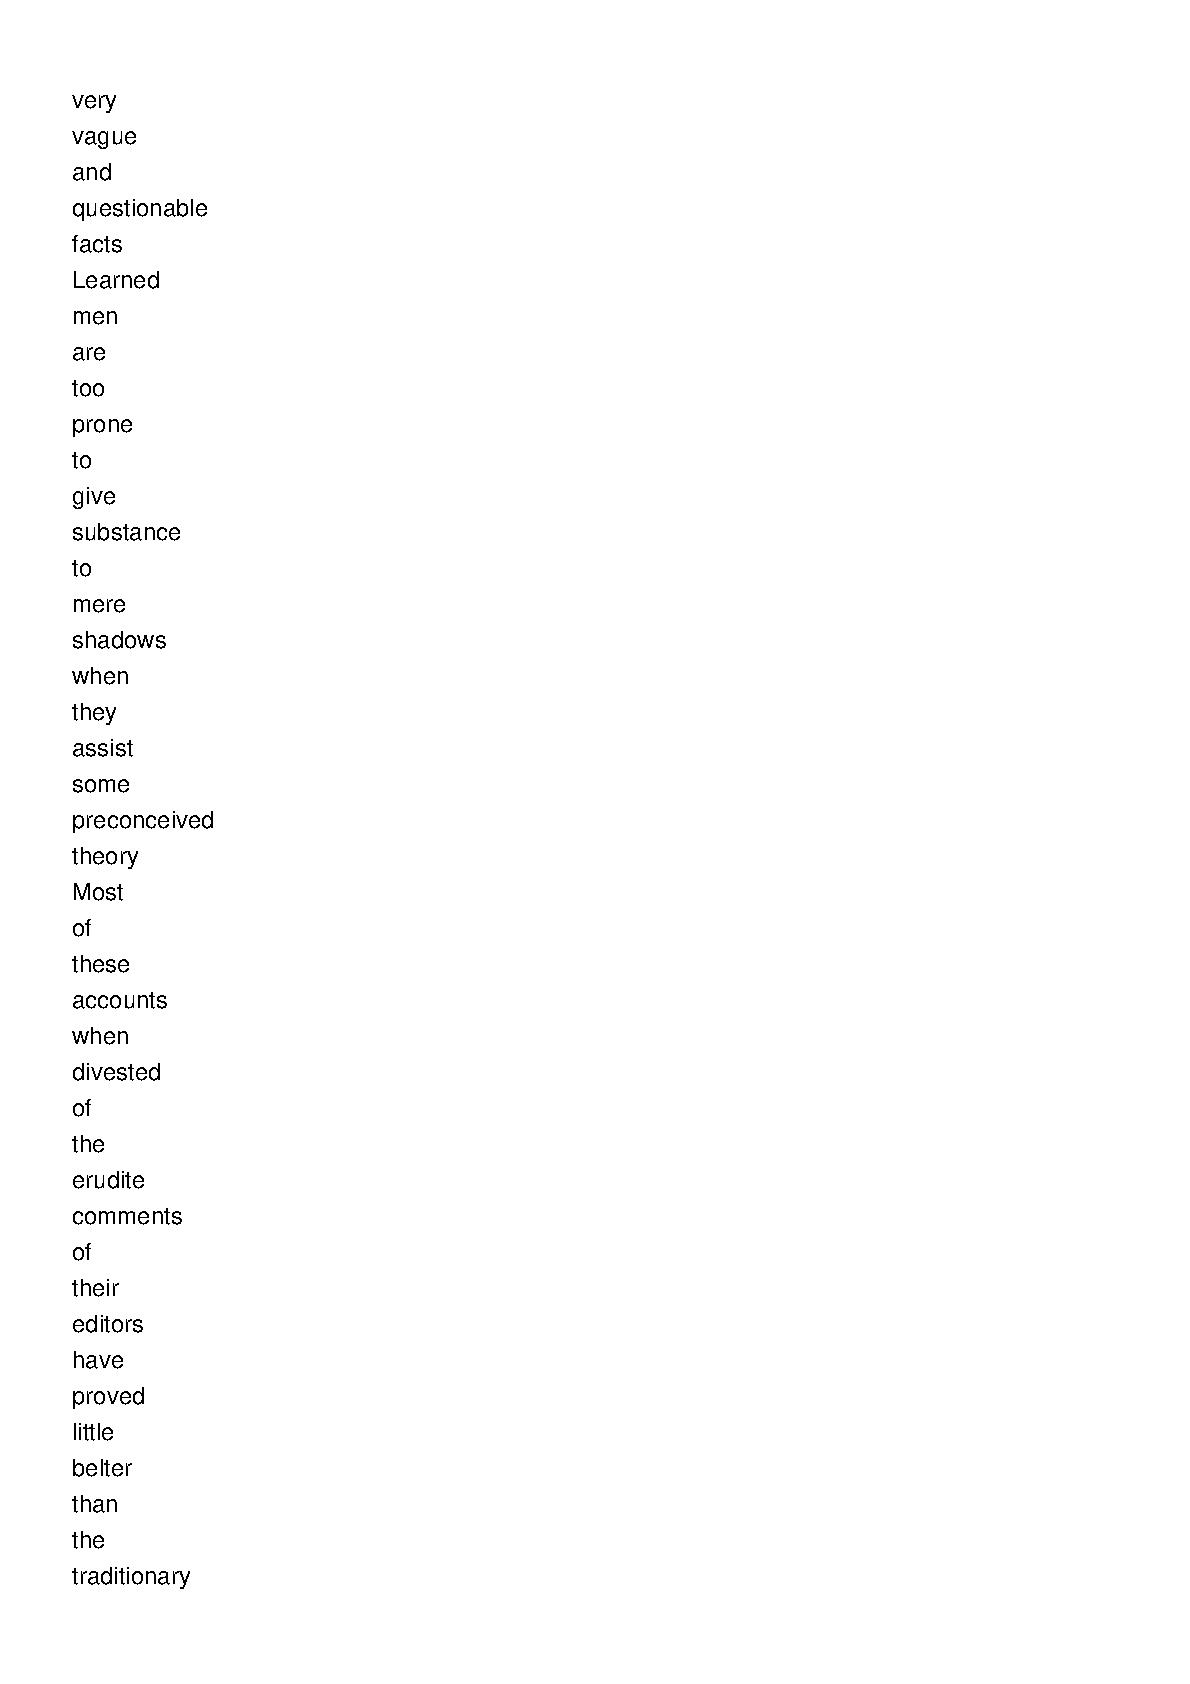 very
vague
and
questionable
facts
Learned
men
are
too
prone
to
give
substance
to
mere
shadows
when
they
assist
some
preconceived
theory
Most
of
these
accounts
when
divested
of
the
erudite
comments
of
their
editors
have
proved
little
belter
than
the
traditionary